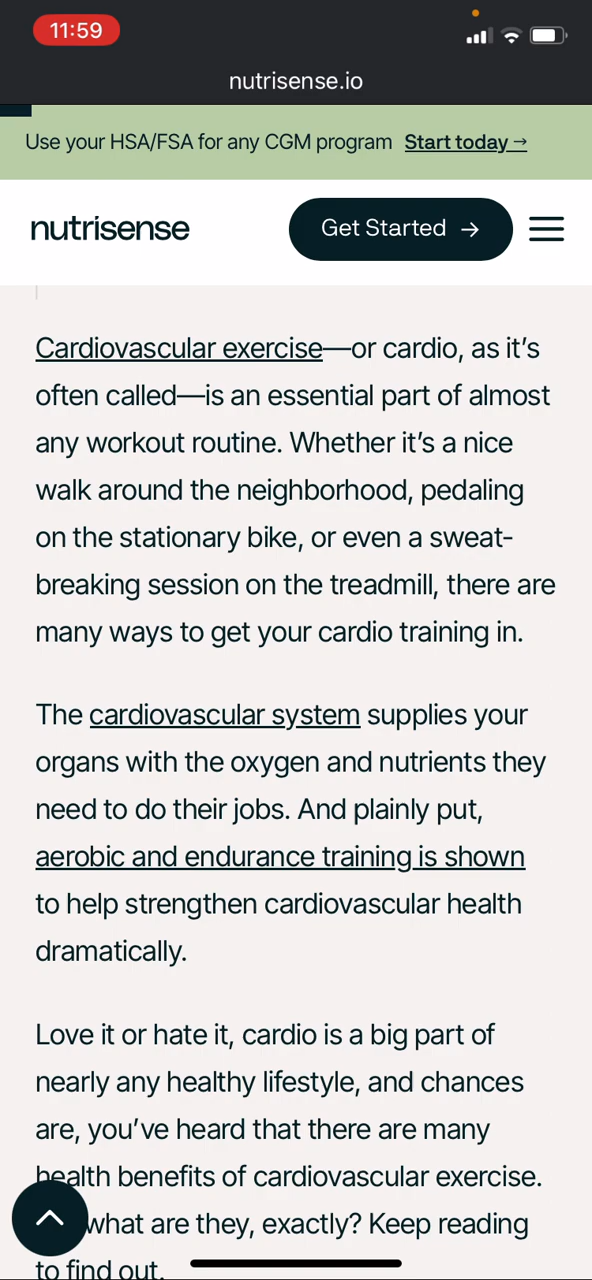 11:59
nutrisense.io
Use your HSA/FSA for any CGM program Start today →
nutrisense
Get Started →
Cardiovascular exercise—or cardio, as it's
often called—is an essential part of almost
any workout routine. Whether it's a nice
walk around the neighborhood, pedaling
on the stationary bike, or even a sweat-
breaking session on the treadmill, there are
many ways to get your cardio training in.
The cardiovascular system supplies your
organs with the oxygen and nutrients they
need to do their jobs. And plainly put,
aerobic and endurance training is shown
to help strengthen cardiovascular health
dramatically.
Love it or hate it, cardio is a big part of
nearly any healthy lifestyle, and chances
are, you've heard that there are many
health benefits of cardiovascular exercise.
what are they, exactly? Keep reading
to find out.